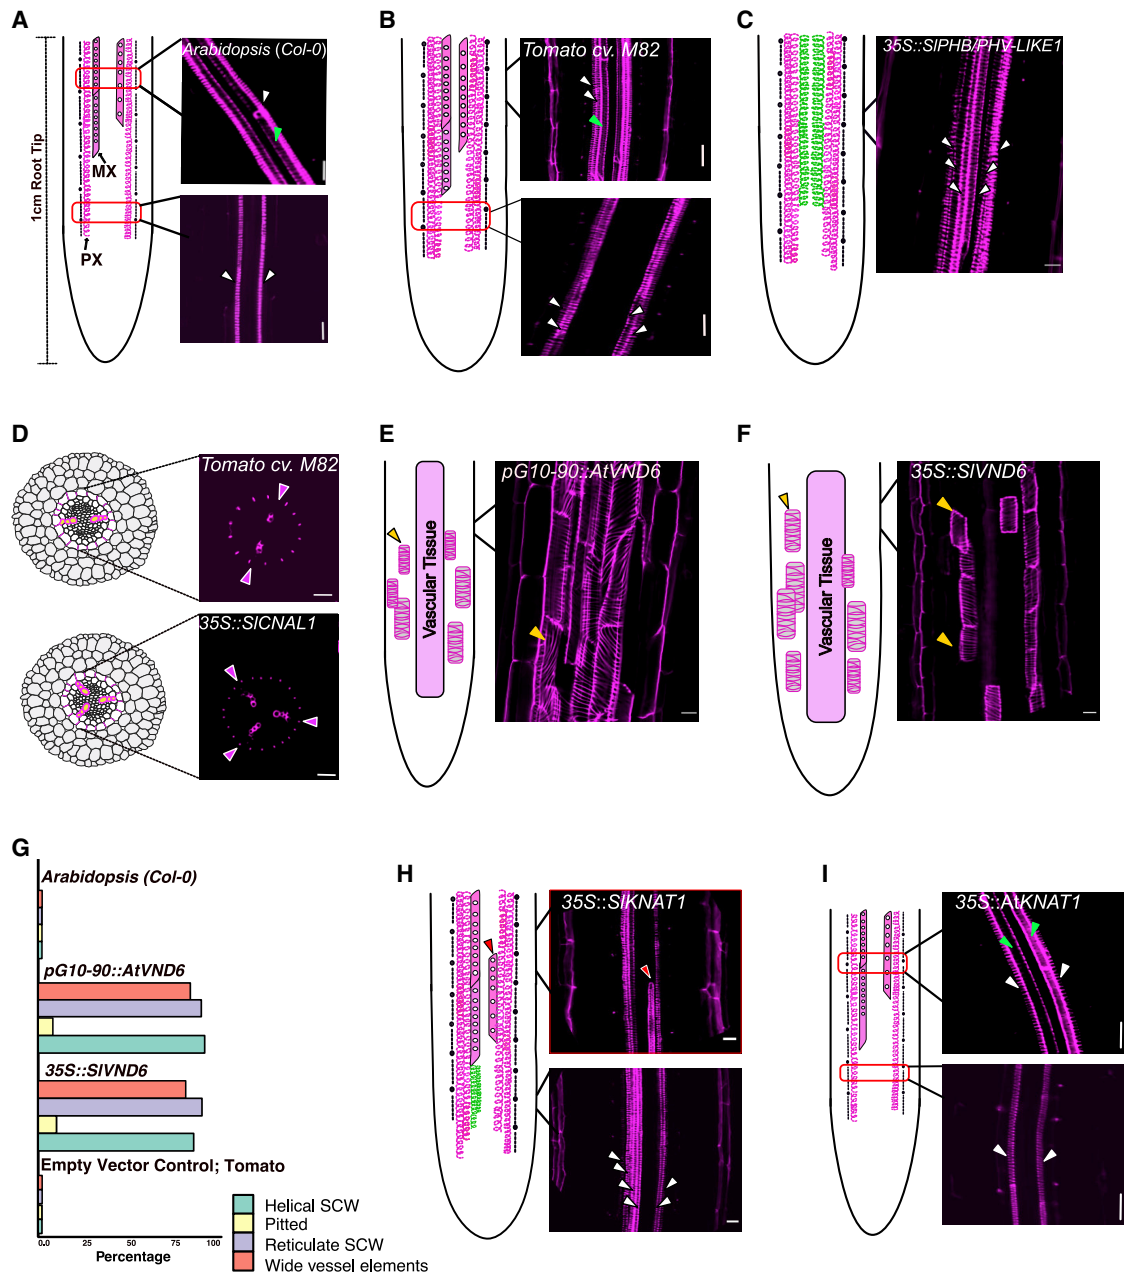 A
Arabidopsis (Col-0)
1cm Root Tip
MX
PX
B
Tomato cv. M82
C
35S::SlPHB/PHV-LIKE1
D
Tomato cv. M82
35S::SlCNAL1
E
pG10-90::AtVND6
Vascular Tissue
F
35S::SlVND6
Vascular Tissue
G
Arabidopsis (Col-0)
pG10-90::AtVND6
35S::SlVND6
Empty Vector Control; Tomato
0.0 25 50 75 100
Percentage
Helical SCW
Pitted
Reticulate SCW
Wide vessel elements
H
35S::SlKNAT1
I
35S::AtKNAT1